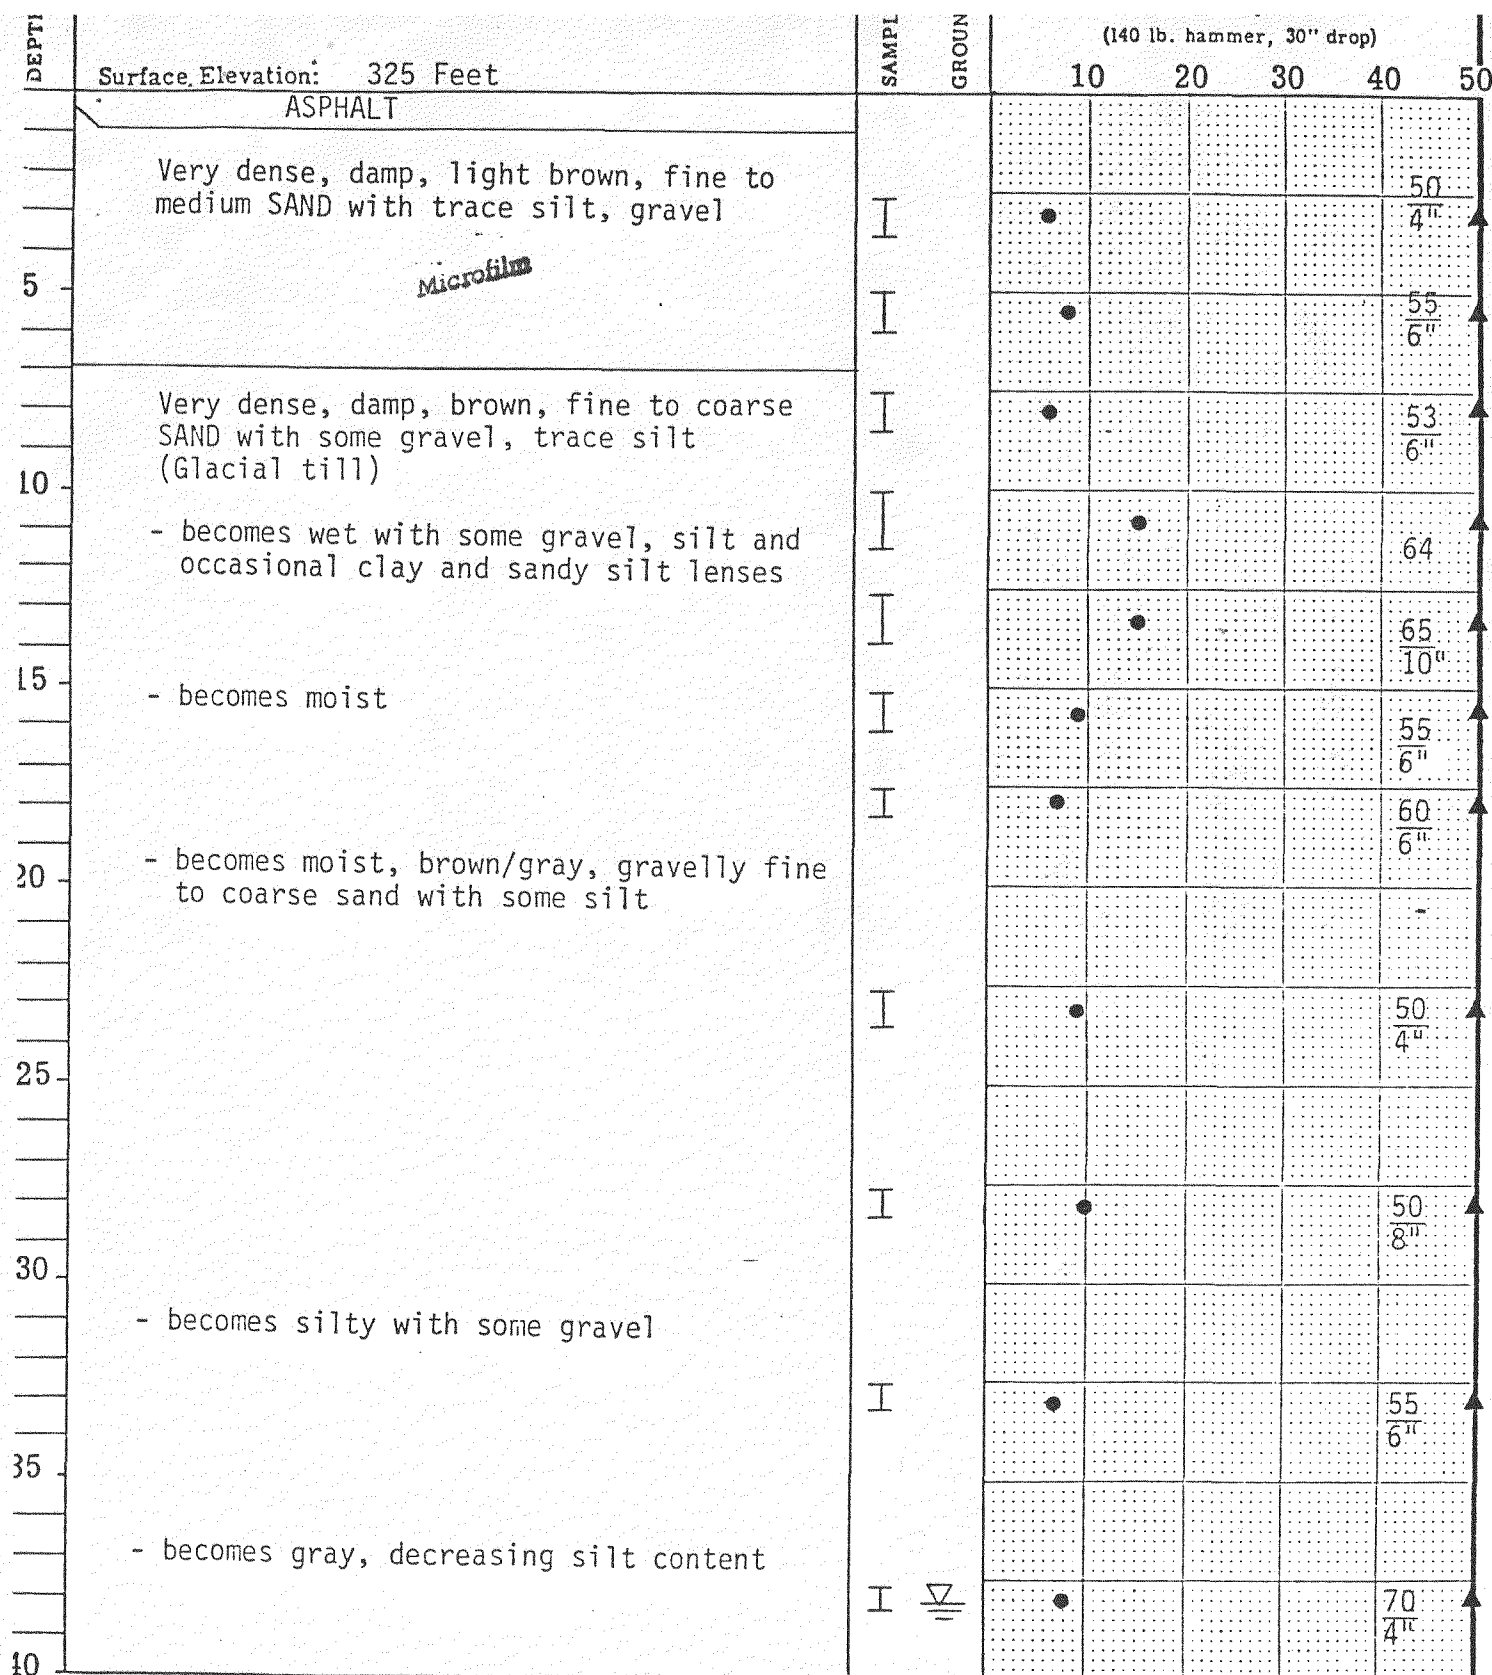 (140 lb. hammer, 30" drop)
Surface Elevation: 325 Feet
10 20 30 40 50
ASPHALT
Very dense, damp, light brown, fine to
medium SAND with trace silt, gravel
50
4"
Microfilm
5
55
6"
Very dense, damp, brown, fine to coarse
SAND with some gravel, trace silt
(Glacial till)
53
6"
10
- becomes wet with some gravel, silt and
occasional clay and sandy silt lenses
64
65
10"
15
- becomes moist
55
6"
60
6"
- becomes moist, brown/gray, gravelly fine
to coarse sand with some silt
20
-
50
4"
25
50
8"
30
- becomes silty with some gravel
55
6"
35
- becomes gray, decreasing silt content
70
4"
40